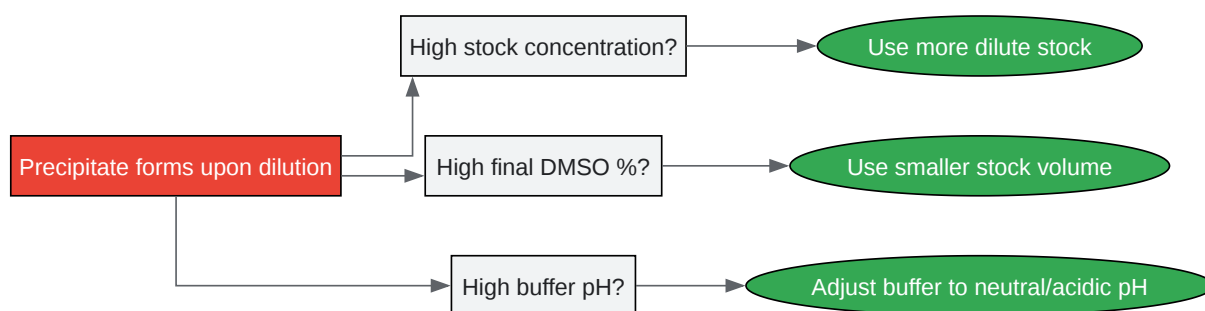 High stock concentration?
Use more dilute stock
Precipitate forms upon dilution
High final DMSO %?
Use smaller stock volume
High buffer pH?
Adjust buffer to neutral/acidic pH